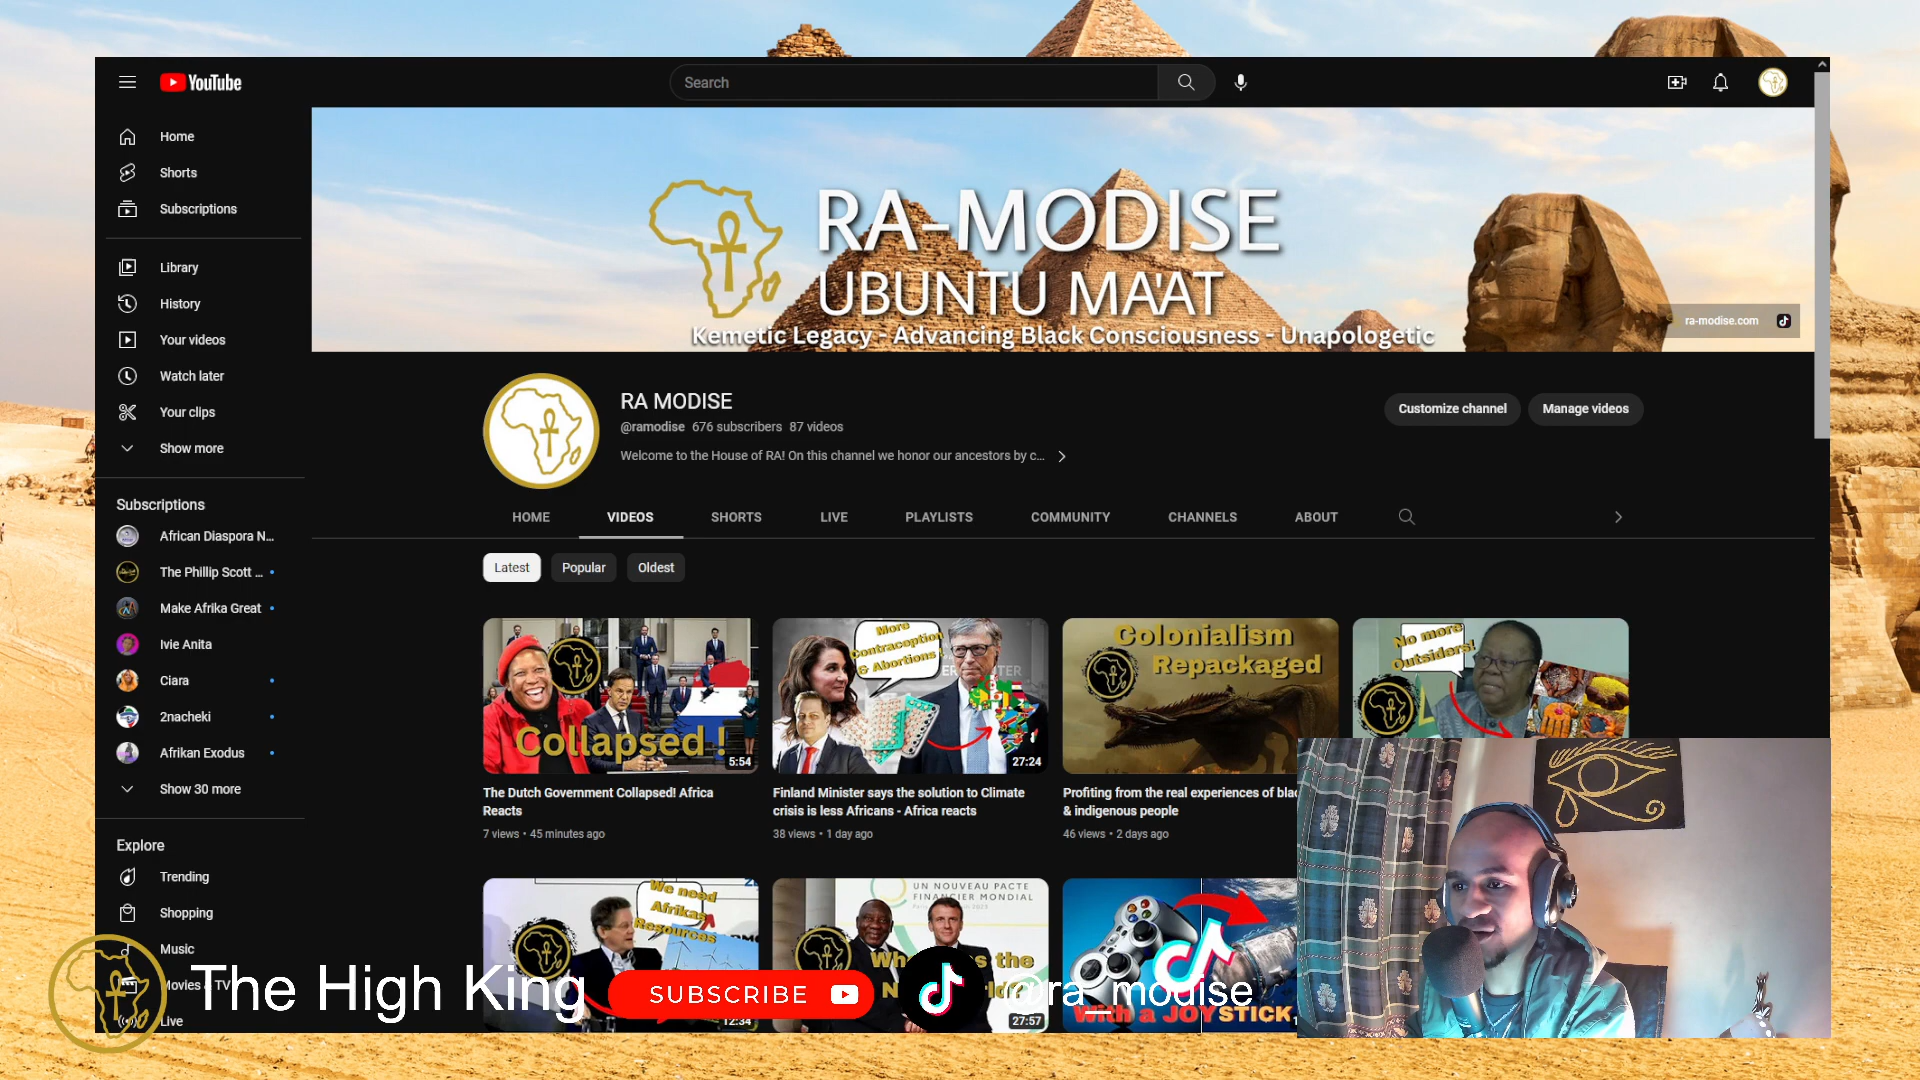 YouTube
Search
Home
Shorts
Subscriptions
Library
History
Your videos
Watch later
Your clips
Show more
Subscriptions
African Diaspora N...
The Phillip Scott ...
Make Afrika Great
Ivie Anita
Ciara
2nacheki
Afrikan Exodus
Show 30 more
Explore
Trending
Shopping
Music
Movies & TV
Live
RA-MODISE
UBUNTU MA'AT
Kemetic Legacy - Advancing Black Consciousness - Unapologetic
ra-modise.com
RA MODISE
@ramodise 676 subscribers 87 videos
Welcome to the House of RA! On this channel we honor our ancestors by c...
Customize channel
Manage videos
HOME
VIDEOS
SHORTS
LIVE
PLAYLISTS
COMMUNITY
CHANNELS
ABOUT
Latest
Popular
Oldest
Collapsed !
5:54
The Dutch Government Collapsed! Africa
Reacts
7 views • 45 minutes ago
More
Contraception
& Abortions!
27:24
Finland Minister says the solution to Climate
crisis is less Africans - Africa reacts
38 views • 1 day ago
Colonialism
Repackaged
Profiting from the real experiences of
& indigenous people
46 views • 2 days ago
No more
Outsiders!
We need
Afrikas
Resources
12:34
UN NOUVEAU PACTE
FINANCIER MONDIAL
the
27:57
With a JOYSTICK
The High King
SUBSCRIBE
@ra_modise